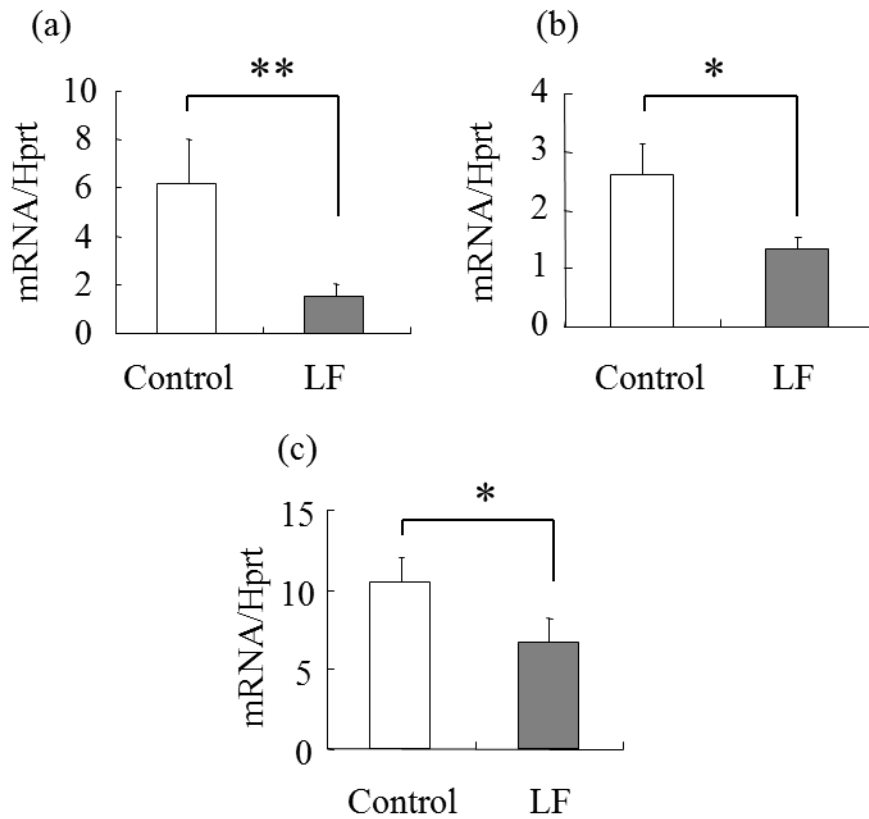 (a)
**
10
8
6
4
2
0
mRNA/Hprt
Control LF
(b)
*
4
3
2
1
0
mRNA/Hprt
Control LF
(c)
*
15
10
5
0
mRNA/Hprt
Control LF